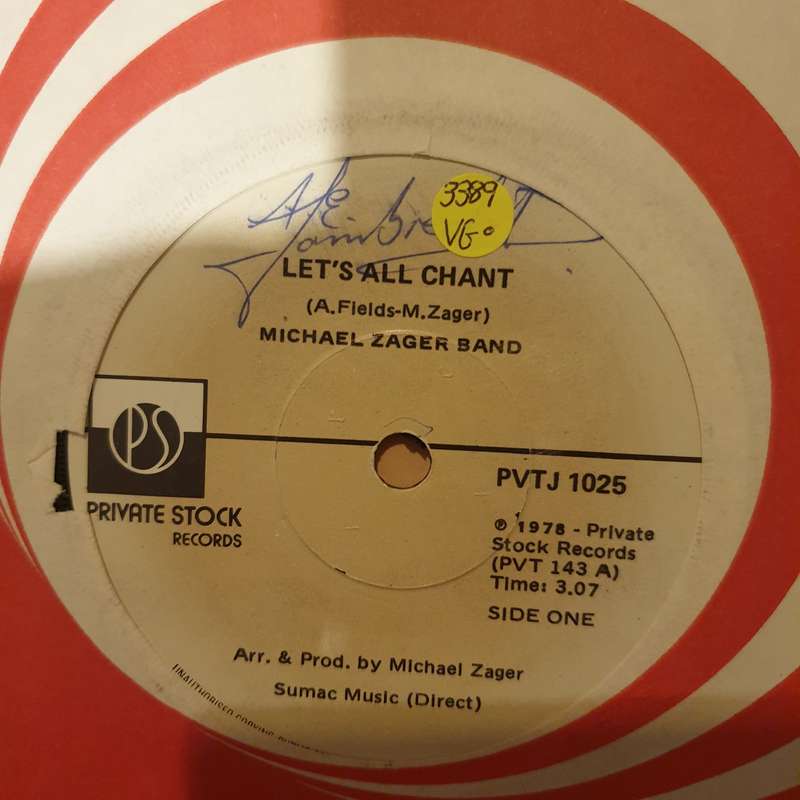 3389
VG
LET'S ALL CHANT
(A.Fields-M.Zager)
MICHAEL ZAGER BAND
PS
PRIVATE STOCK
RECORDS
PVTJ 1025
℗ 1978 - Private
Stock Records
(PVT 143 A)
Time: 3.07
SIDE ONE
Arr. & Prod. by Michael Zager
Sumac Music (Direct)
UNAUTHORISED